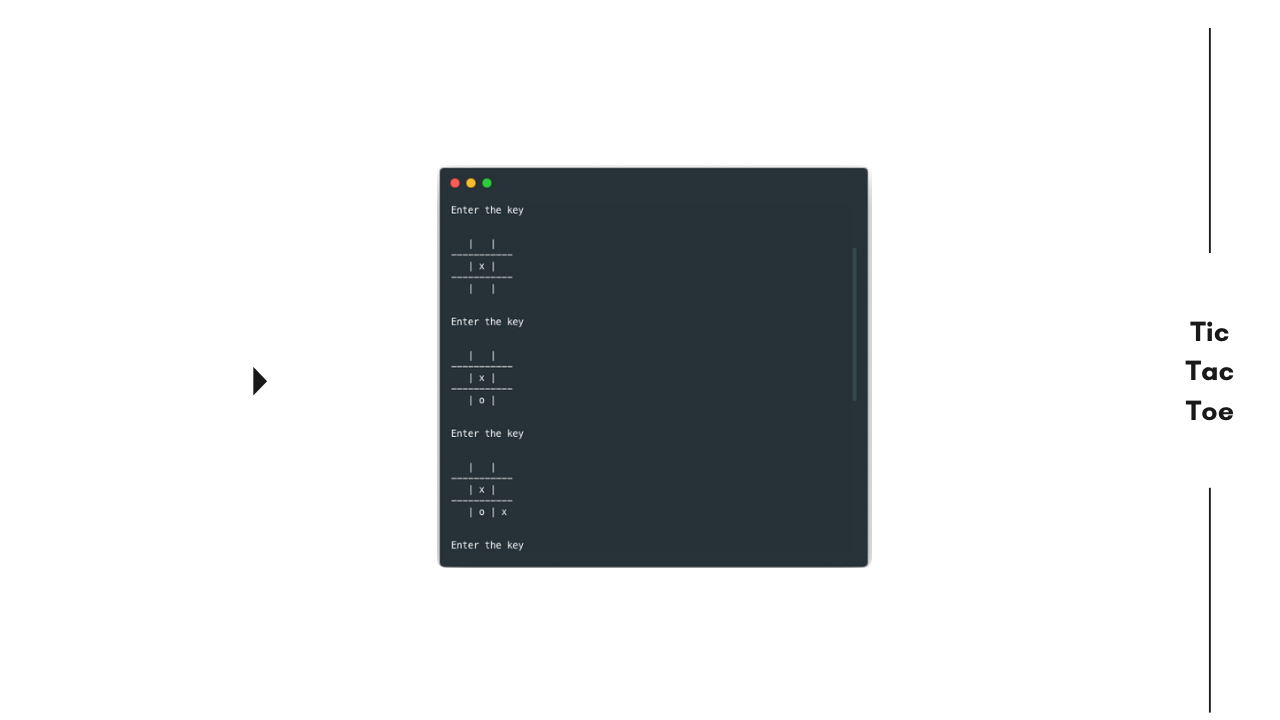 Enter the key
   |   |
-----------
   | x |
-----------
   |   |
Enter the key
   |   |
-----------
   | x |
-----------
   | o |
Enter the key
   |   |
-----------
   | x |
-----------
   | o | x
Enter the key
Tic
Tac
Toe